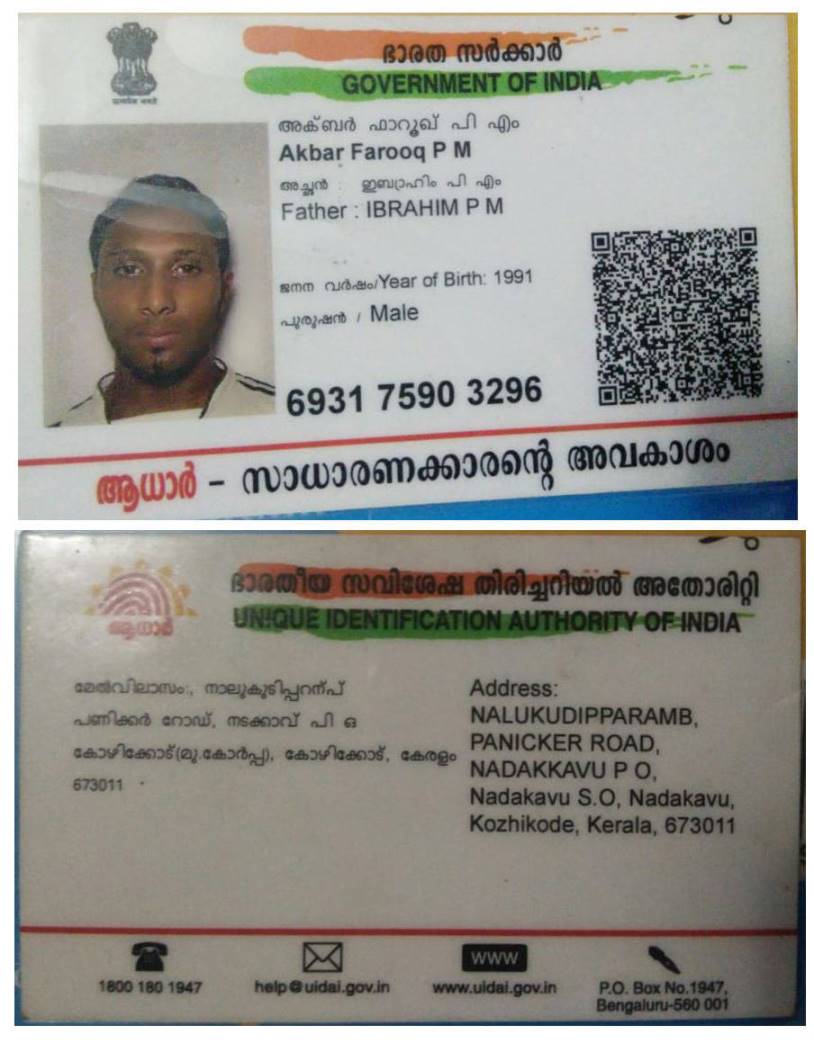 ഭാരത സർക്കാർ
GOVERNMENT OF INDIA
അക്ബർ ഫാറൂഖ് പി എം
Akbar Farooq P M
അച്ഛൻ : ഇബ്രാഹിം പി എം
Father : IBRAHIM P M
ജനന വർഷം/Year of Birth: 1991
പുരുഷൻ / Male
6931 7590 3296
ആധാർ – സാധാരണക്കാരന്റെ അവകാശം
ആധാർ
ഭാരതീയ സവിശേഷ തിരിച്ചറിയൽ അതോരിറ്റി
UNIQUE IDENTIFICATION AUTHORITY OF INDIA
മേൽവിലാസം:, നാലുകുടിപ്പറന്പ്
പണിക്കർ റോഡ്, നടക്കാവ് പി ഒ
കോഴിക്കോട്(മു.കോർപ്പ), കോഴിക്കോട്, കേരളം
673011
Address:
NALUKUDIPPARAMB,
PANICKER ROAD,
NADAKKAVU P O,
Nadakavu S.O, Nadakavu,
Kozhikode, Kerala, 673011
1800 180 1947
help@uidai.gov.in
WWW
www.uidai.gov.in
P.O. Box No.1947,
Bengaluru-560 001